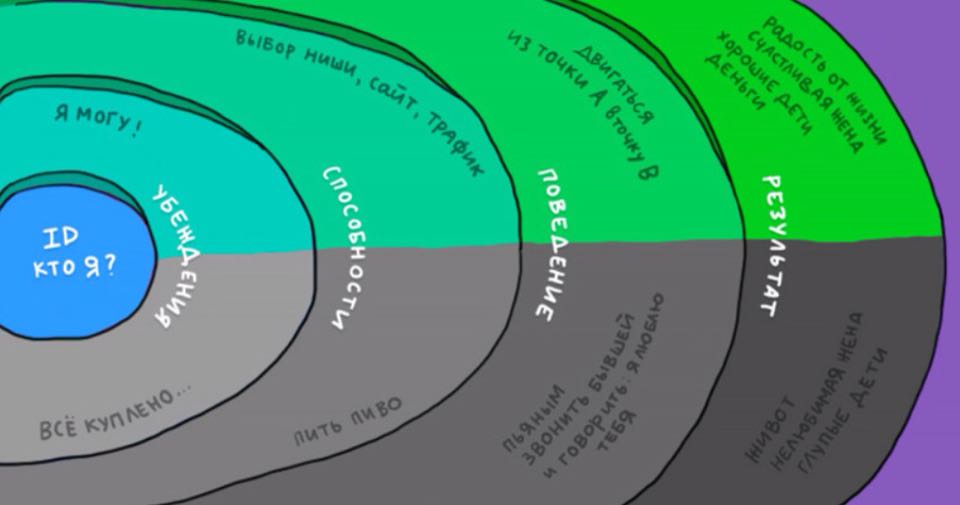 ID
КТО Я?
УБЕЖДЕНИЯ
Я МОГУ!
ВСЁ КУПЛЕНО...
СПОСОБНОСТИ
ВЫБОР НИШИ, САЙТ, ТРАФИК
ПИТЬ ПИВО
ПОВЕДЕНИЕ
ДВИГАТЬСЯ
ИЗ ТОЧКИ А В ТОЧКУ В
ПЬЯНЫМ
ЗВОНИТЬ БЫВШЕЙ
И ГОВОРИТЬ: Я ЛЮБЛЮ
ТЕБЯ
РЕЗУЛЬТАТ
РАДОСТЬ ОТ ЖИЗНИ
СЧАСТЛИВАЯ ЖЕНА
ХОРОШИЕ ДЕТИ
ДЕНЬГИ
ЖИВОТ
НЕЛЮБИМАЯ ЖЕНА
ГЛУПЫЕ ДЕТИ